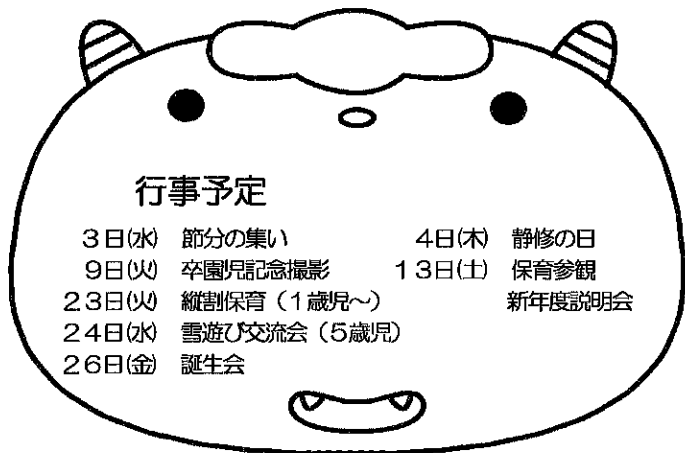 行事予定
3日(水) 節分の集い
9日(火) 卒園児記念撮影
23日(火) 縦割保育(1歳児~)
24日(水) 雪遊び交流会(5歳児)
26日(金) 誕生会
4日(木) 静修の日
13日(土) 保育参観
新年度説明会